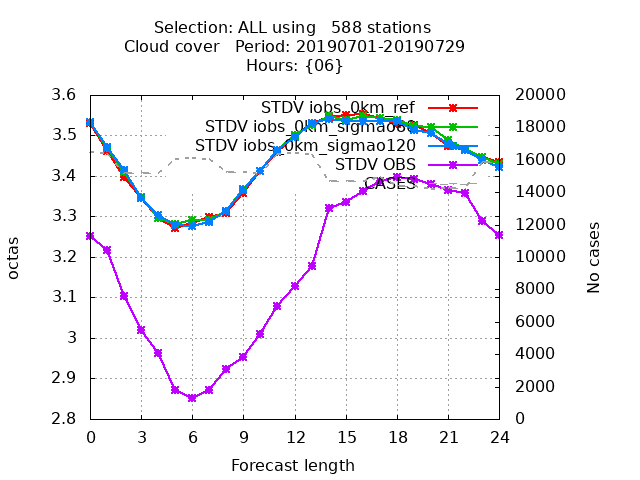 Selection: ALL using   588 stations
Cloud cover   Period: 20190701-20190729
Hours: {06}
3.6
3.5
3.4
3.3
3.2
3.1
3
2.9
2.8
octas
STDV iobs_0km_ref
STDV iobs_0km_sigmao
STDV iobs_0km_sigmao120
STDV OBS
CASES
20000
18000
16000
14000
12000
10000
8000
6000
4000
2000
0
No cases
0 3 6 9 12 15 18 21 24
Forecast length